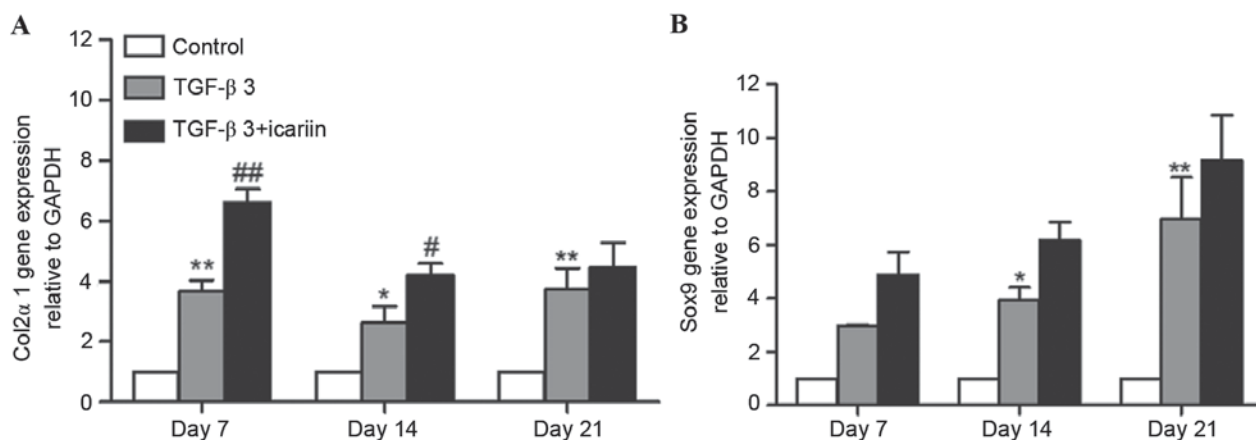 A
Col2α 1 gene expression
relative to GAPDH
12
10
8
6
4
2
0
Control
TGF-β 3
TGF-β 3+icariin
**
##
*
#
**
Day 7
Day 14
Day 21
B
Sox9 gene expression
relative to GAPDH
12
10
8
6
4
2
0
*
**
Day 7
Day 14
Day 21